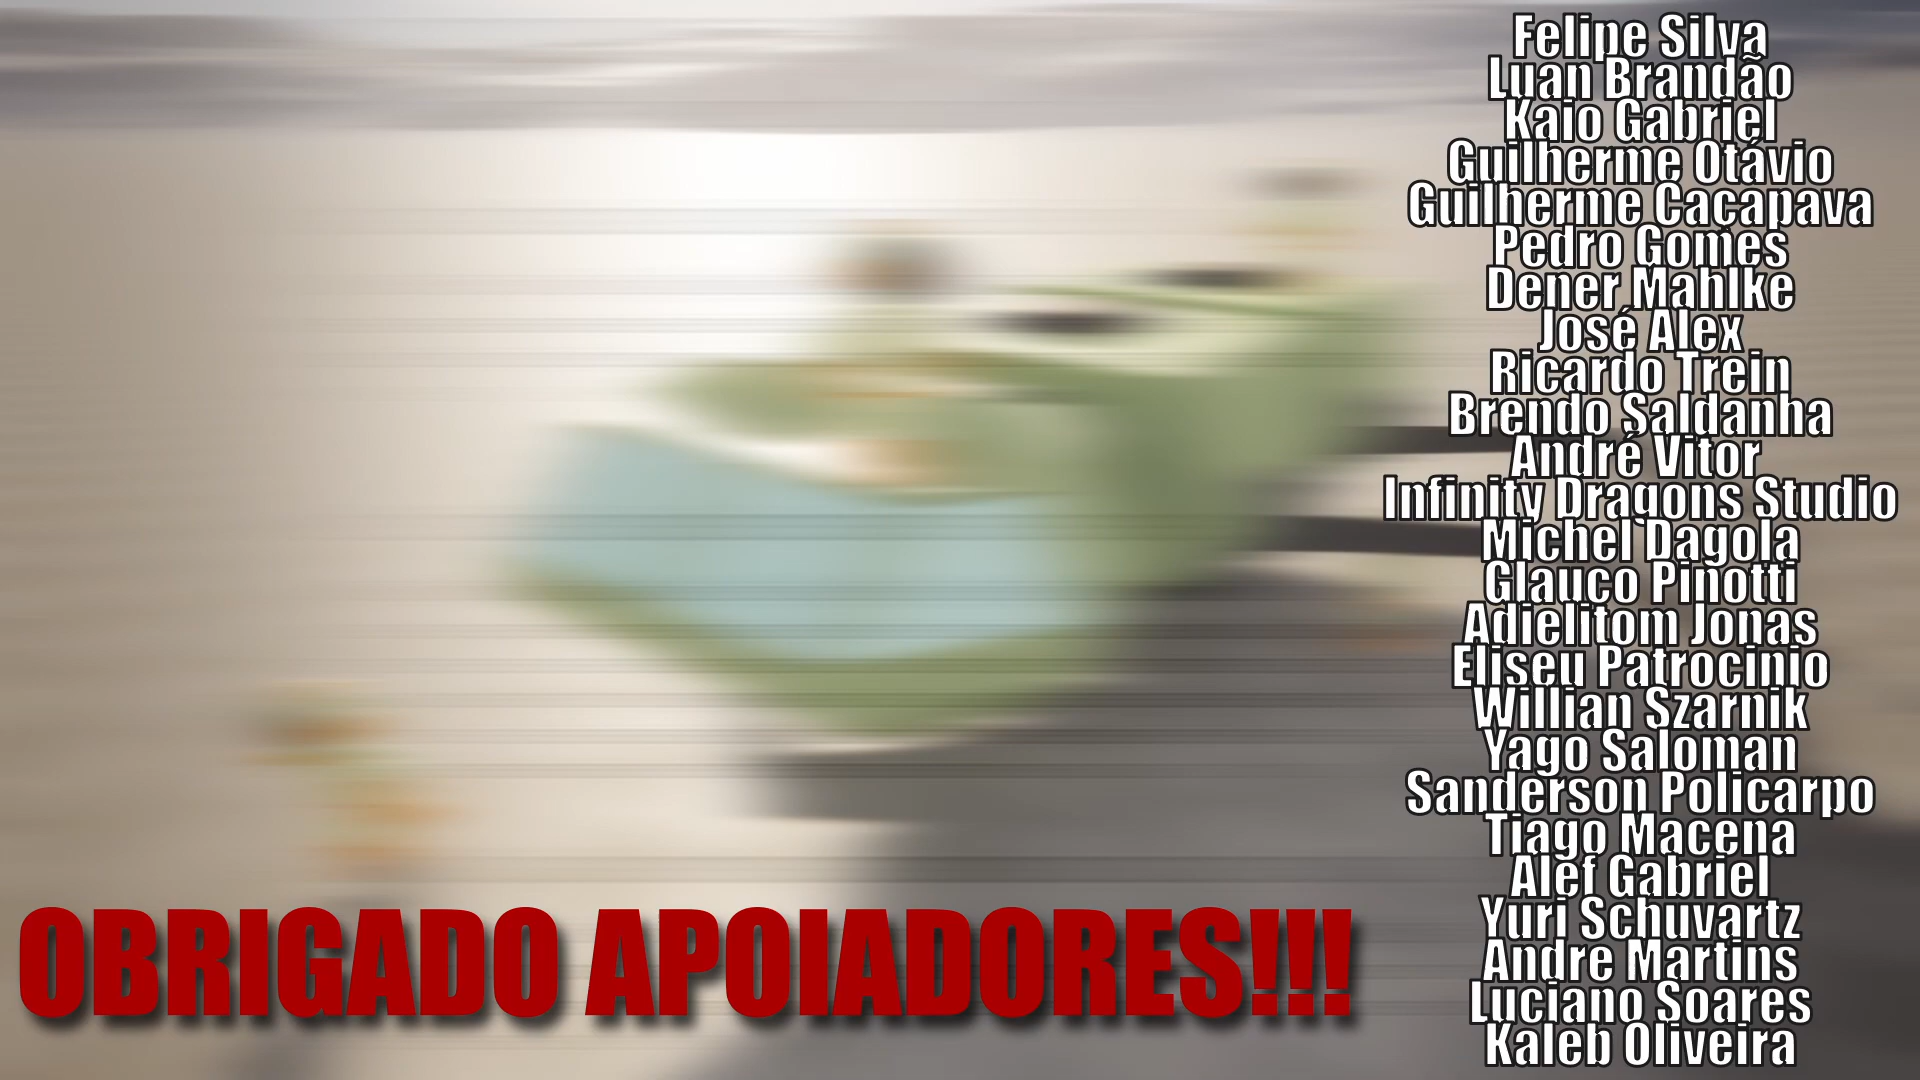 Felipe Silva
Luan Brandão
Kaio Gabriel
Guilherme Otávio
Guilherme Caçapava
Pedro Gomes
Dener Mahlke
José Alex
Ricardo Trein
Brendo Saldanha
André Vitor
Infinity Dragons Studio
Michel Dagola
Glauco Pinotti
Adielitom Jonas
Eliseu Patrocinio
Willian Szarnik
Yago Saloman
Sanderson Policarpo
Tiago Macena
Alef Gabriel
Yuri Schuvartz
Andre Martins
Luciano Soares
Kaleb Oliveira
OBRIGADO APOIADORES!!!